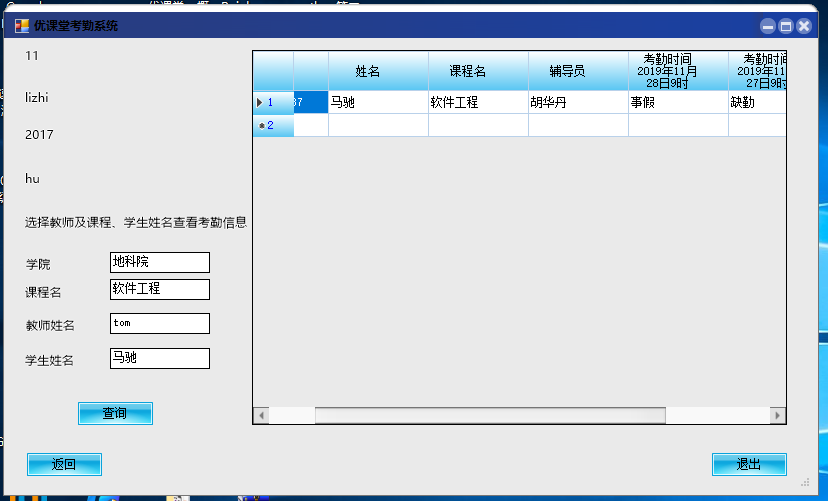 优课堂考勤系统
11
lizhi
2017
hu
选择教师及课程、学生姓名查看考勤信息
学院 地科院
课程名 软件工程
教师姓名 tom
学生姓名 马驰
查询
返回
姓名 课程名 辅导员 考勤时间 2019年11月 28日9时 考勤时间 2019年11 27日9时
1 37 马驰 软件工程 胡华丹 事假 缺勤
2
退出